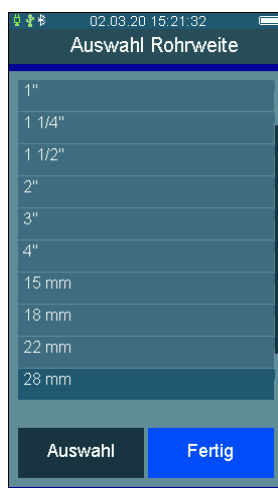 02.03.20 15:21:32
Auswahl Rohrweite
1"
1 1/4"
1 1/2"
2"
3"
4"
15 mm
18 mm
22 mm
28 mm
Auswahl Fertig